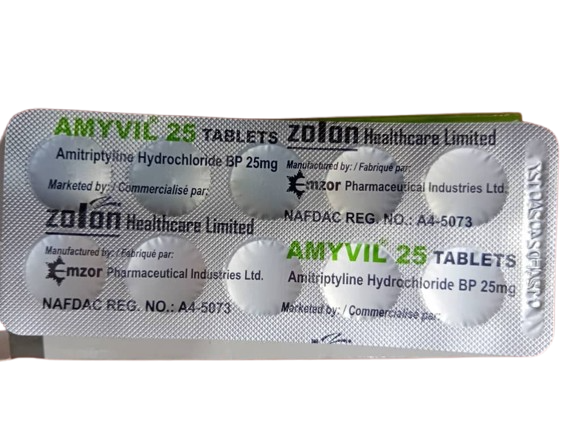 AMYVIL 25 TABLETS
Amitriptyline Hydrochloride BP 25mg
Marketed by: / Commercialisé par:
zolon Healthcare Limited
Manufactured by: / Fabriqué par:
Emzor Pharmaceutical Industries Ltd.
NAFDAC REG. NO.: A4-5073
zolon Healthcare Limited
Manufactured by: / Fabriqué par:
Emzor Pharmaceutical Industries Ltd.
NAFDAC REG. NO.: A4-5073
AMYVIL 25 TABLETS
Amitriptyline Hydrochloride BP 25mg
Marketed by: / Commercialisé par: